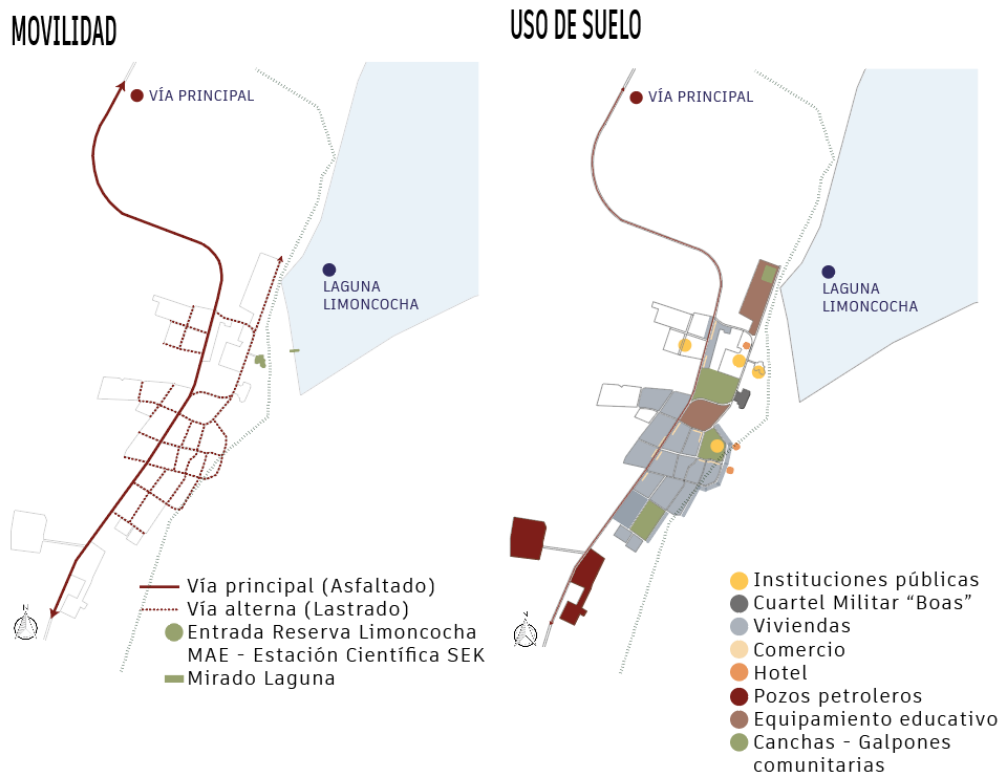 MOVILIDAD
VÍA PRINCIPAL
LAGUNA
LIMONCOCHA
Vía principal (Asfaltado)
Vía alterna (Lastrado)
Entrada Reserva Limoncocha
MAE - Estación Científica SEK
Mirado Laguna
N
USO DE SUELO
VÍA PRINCIPAL
LAGUNA
LIMONCOCHA
Instituciones públicas
Cuartel Militar “Boas”
Viviendas
Comercio
Hotel
Pozos petroleros
Equipamiento educativo
Canchas - Galpones
comunitarias